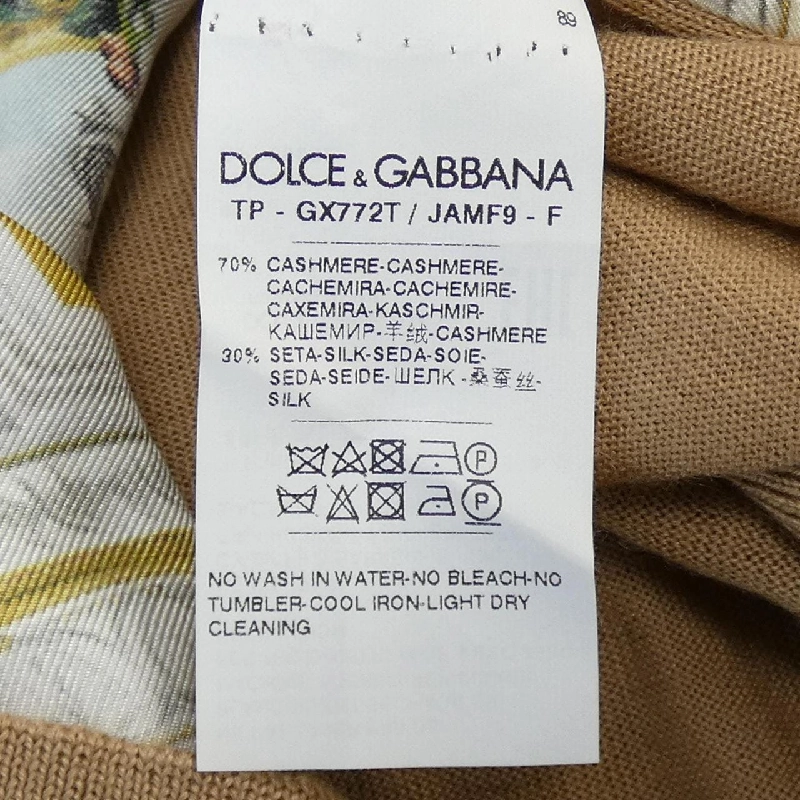 89
DOLCE & GABBANA
TP - GX772T / JAMF9 - F
70% CASHMERE-CASHMERE-
CACHEMIRA-CACHEMIRE-
CAXEMIRA-KASCHMIR-
КАШЕМИР-羊绒-CASHMERE
30% SETA-SILK-SEDA-SOIE-
SEDA-SEIDE-ШЕЛК -桑蚕丝-
SILK
P
P
NO WASH IN WATER-NO BLEACH-NO
TUMBLER-COOL IRON-LIGHT DRY
CLEANING